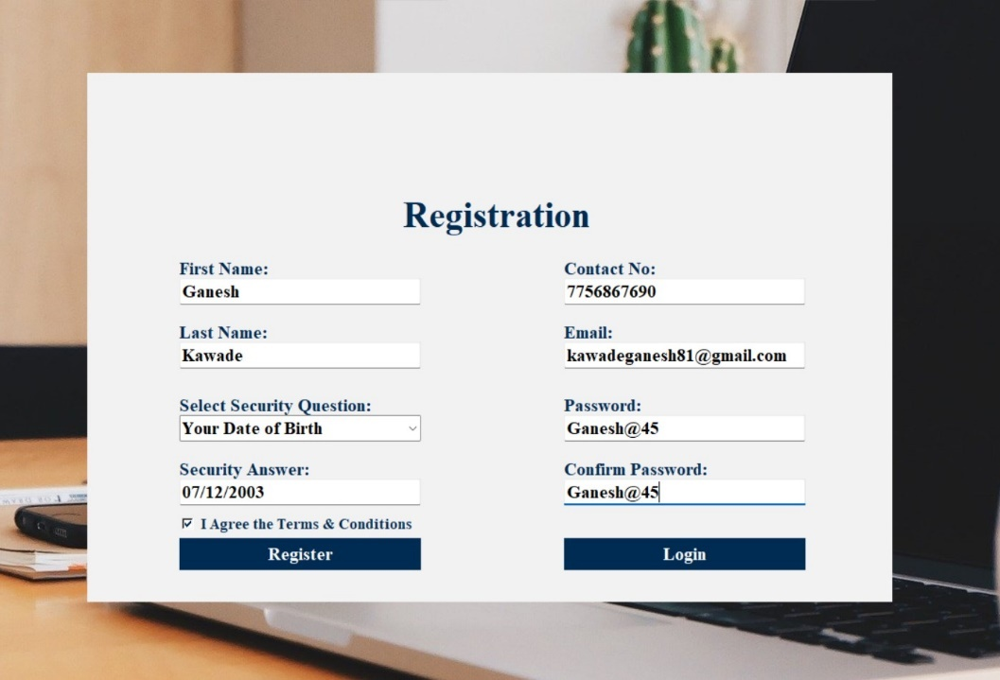 Registration
First Name:
Ganesh
Contact No:
7756867690
Last Name:
Kawade
Email:
kawadeganesh81@gmail.com
Select Security Question:
Your Date of Birth
Password:
Ganesh@45
Security Answer:
07/12/2003
Confirm Password:
Ganesh@45
I Agree the Terms & Conditions
Register
Login